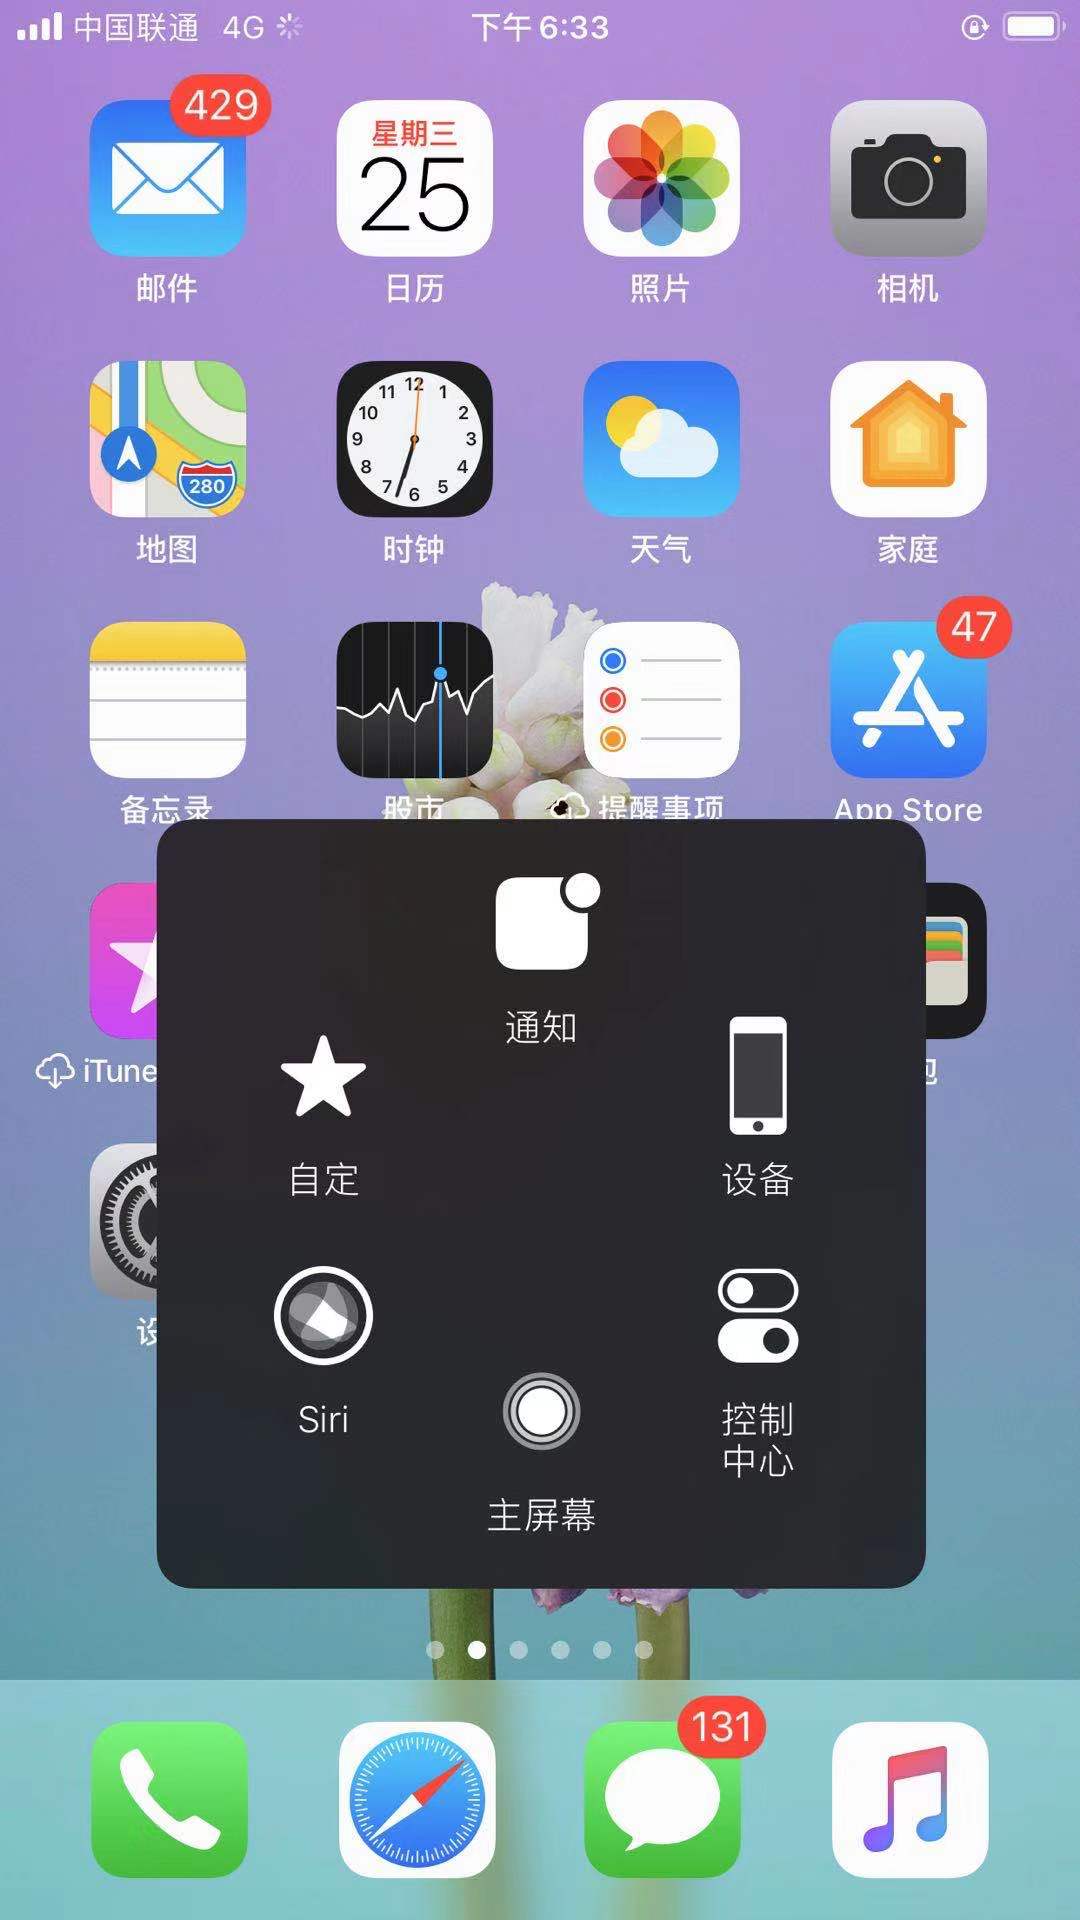 中国联通 4G 下午6:33
429
星期三
25
邮件 日历 照片 相机
280
12 1 2 3 4 5 6 7 8 9 10 11
地图 时钟 天气 家庭
47
备忘录 股市 提醒事项 App Store
通知
iTune
自定 设备
Siri 控制
中心
主屏幕
131